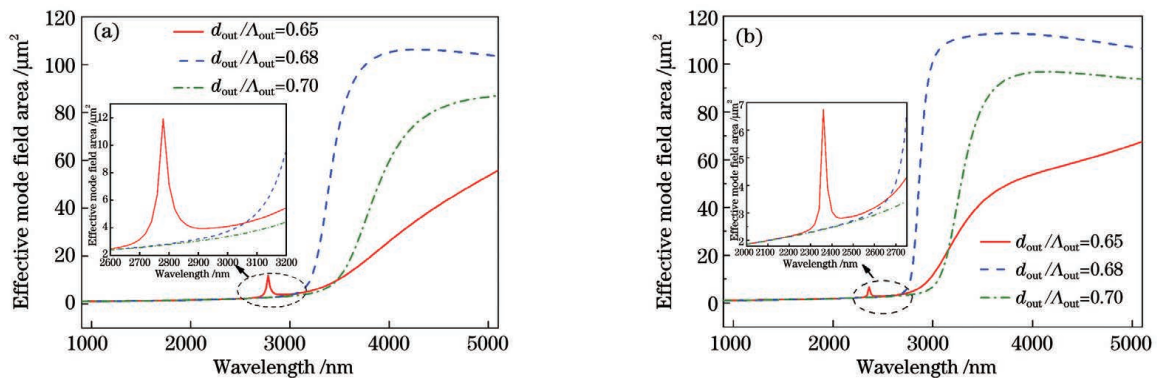 (a)
d_out/Λ_out=0.65
d_out/Λ_out=0.68
d_out/Λ_out=0.70
Effective mode field area /μm²
120
100
80
60
40
20
0
1000 2000 3000 4000 5000
Wavelength /nm
Effective mode field area /μm²
12
10
8
6
4
2
2600 2700 2800 2900 3000 3100 3200
Wavelength /nm
(b)
Effective mode field area /μm²
120
100
80
60
40
20
0
1000 2000 3000 4000 5000
Wavelength /nm
d_out/Λ_out=0.65
d_out/Λ_out=0.68
d_out/Λ_out=0.70
Effective mode field area /μm²
7
6
5
4
3
2
2000 2100 2200 2300 2400 2500 2600 2700
Wavelength /nm